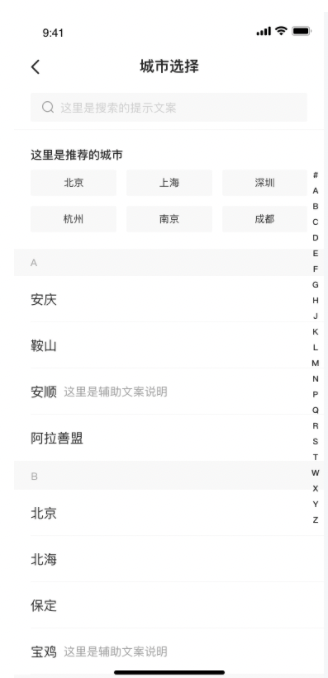 9:41
城市选择
这里是搜索的提示文案
这里是推荐的城市
北京 上海 深圳
杭州 南京 成都
A
安庆
鞍山
安顺 这里是辅助文案说明
阿拉善盟
B
北京
北海
保定
宝鸡 这里是辅助文案说明
#
A
B
C
D
E
F
G
H
J
K
L
M
N
P
Q
R
S
T
W
X
Y
Z